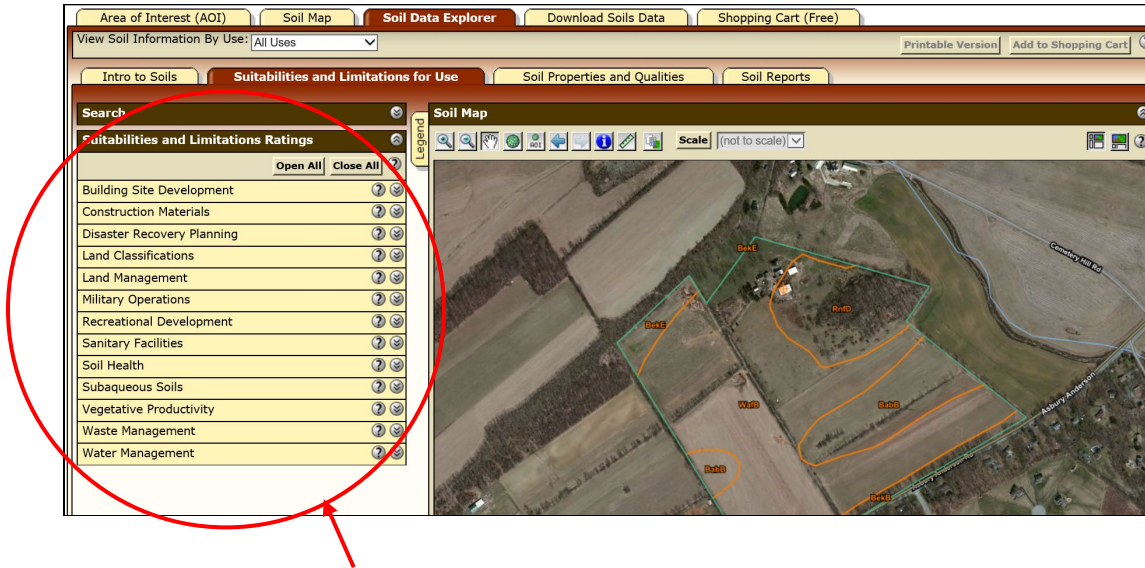 Area of Interest (AOI) Soil Map Soil Data Explorer Download Soils Data Shopping Cart (Free)
View Soil Information By Use: All Uses Printable Version Add to Shopping Cart
Intro to Soils Suitabilities and Limitations for Use Soil Properties and Qualities Soil Reports
Search
Suitabilities and Limitations Ratings
Open All Close All ?
Building Site Development ?
Construction Materials ?
Disaster Recovery Planning ?
Land Classifications ?
Land Management ?
Military Operations ?
Recreational Development ?
Sanitary Facilities ?
Soil Health ?
Subaqueous Soils ?
Vegetative Productivity ?
Waste Management ?
Water Management ?
Legend
Soil Map
AOI i Scale (not to scale) ?
BekE
Cemetery Hill Rd
RnfD
BekE
WafB
BabB
Asbury Anderson
BabB
Asbury Anderson Rd
BekB